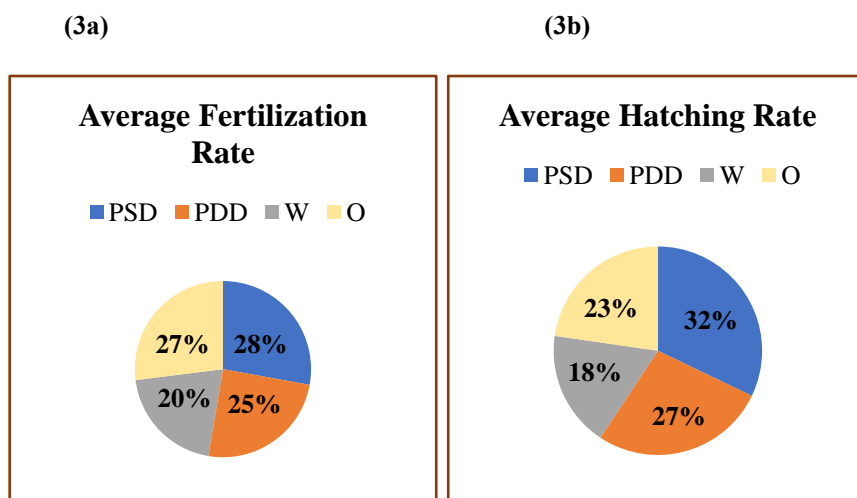 (3a)
(3b)
Average Fertilization
Rate
PSD PDD W O
27% 28%
20% 25%
Average Hatching Rate
PSD PDD W O
23% 32%
18%
27%